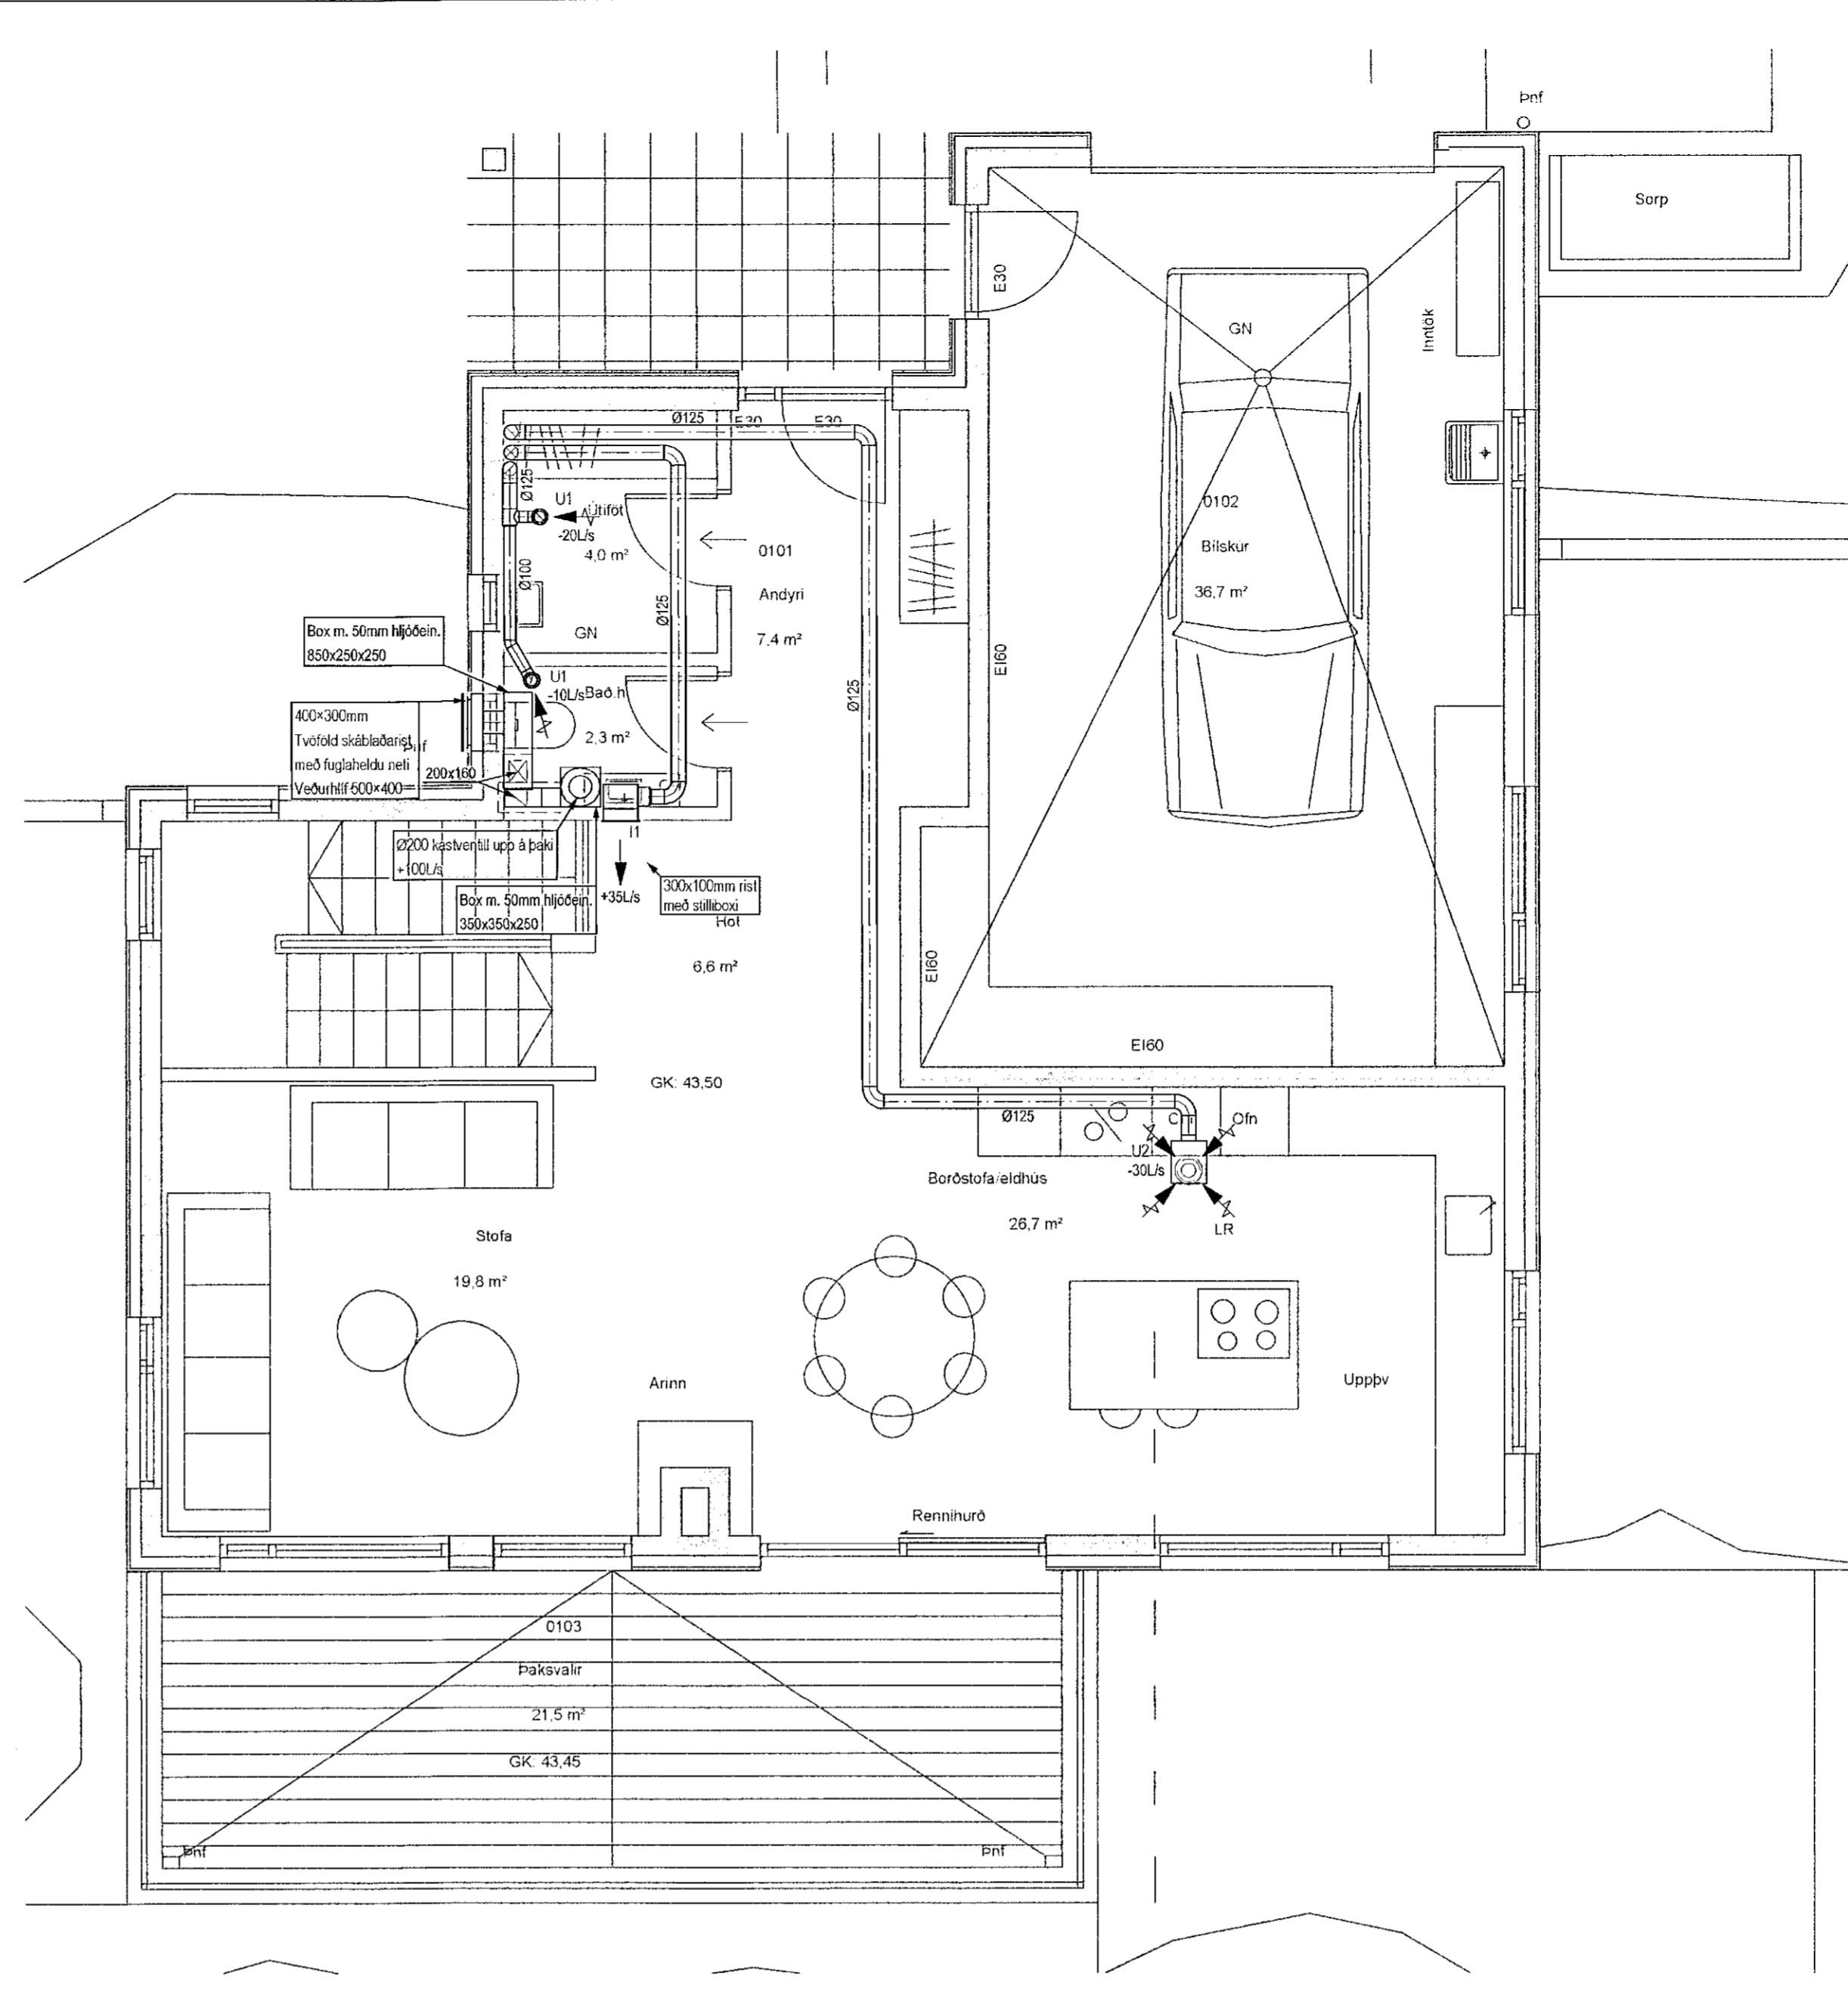 Þnf
Sorp
E30
GN
Inntök
Ø125
E30
E30
Ø125
U1
Útiföt
-20L/s
4,0 m²
0101
0102
Ø100
Ø125
Andyri
Bílskúr
7,4 m²
36,7 m²
GN
Box m. 50mm hljóðein.
850x250x250
EI60
U1
-10L/s
Bað.h
Ø125
400×300mm
Tvöföld skáblaðarist
með fuglaheldu neti
Veðurhlíf 500×400
Þnf
2,3 m²
200x160
I1
Ø200 kastventill upp á þaki
+100L/s
+35L/s
300x100mm rist
með stilliboxi
Box m. 50mm hljóðein.
350x350x250
Hol
6,6 m²
EI60
EI60
GK: 43,50
Ø125
Ofn
U2
-30L/s
Borðstofa/eldhús
26,7 m²
LR
Stofa
19,8 m²
Arinn
Uppþv
Rennihurð
0103
Þaksvalir
21,5 m²
GK: 43,45
Þnf
Þnf